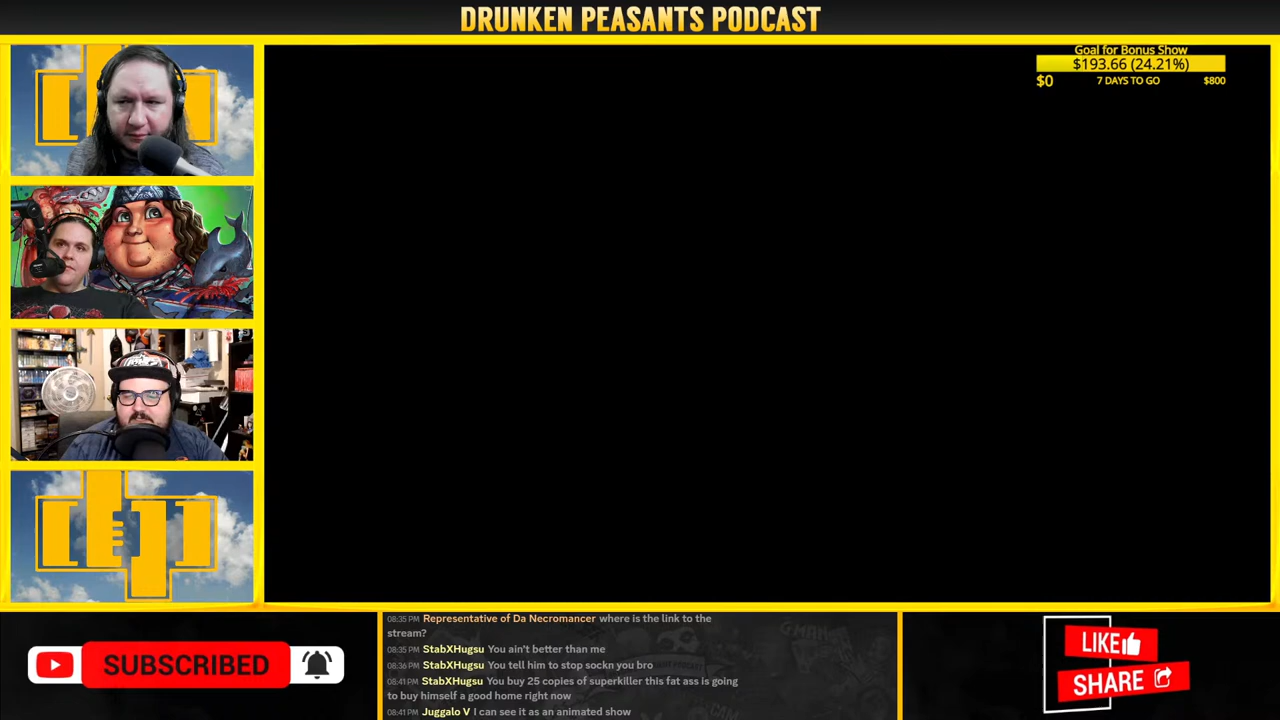 DRUNKEN PEASANTS PODCAST
Goal for Bonus Show
$193.66 (24.21%)
$0 7 DAYS TO GO $800
08:35 PM Representative of Da Necromancer where is the link to the
stream?
08:35 PM StabXHugsu You ain't better than me
08:36 PM StabXHugsu You tell him to stop sockn you bro
08:41 PM StabXHugsu You buy 25 copies of superkiller this fat ass is going
to buy himself a good home right now
08:41 PM Juggalo V I can see it as an animated show
SUBSCRIBED
LIKE
SHARE